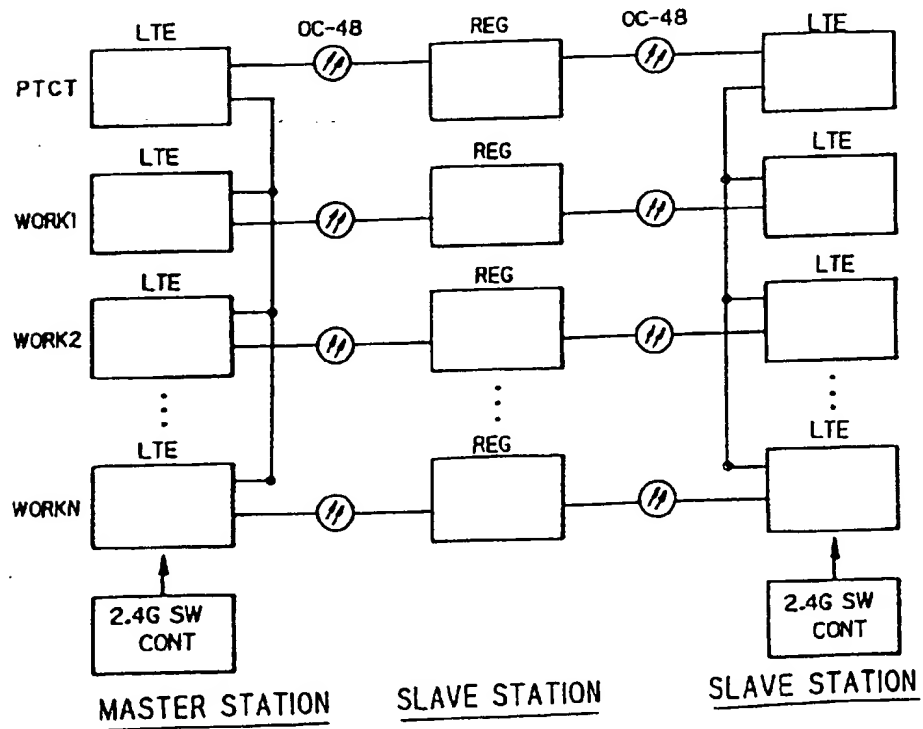 LTE OC-48 REG OC-48 LTE
PTCT
LTE REG LTE
WORK1
LTE REG LTE
WORK2
LTE REG LTE
WORKN
2.4G SW CONT
2.4G SW CONT
MASTER STATION SLAVE STATION SLAVE STATION